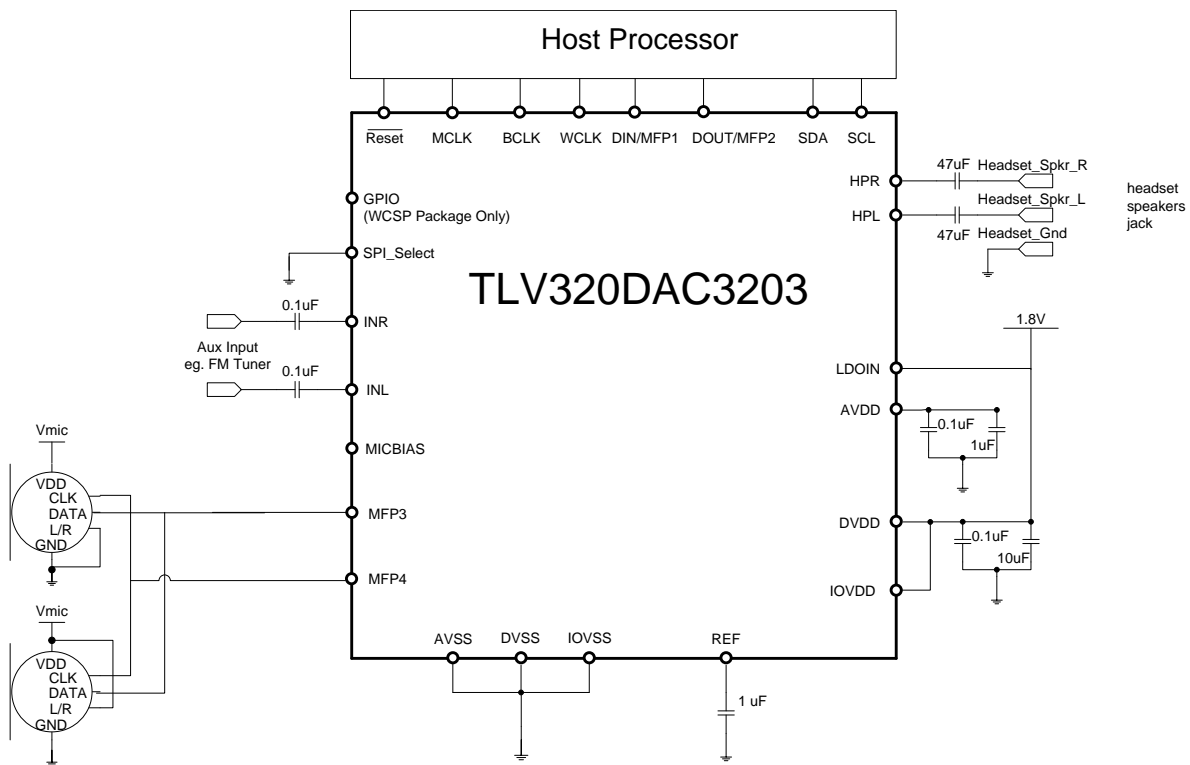 Host Processor
Reset MCLK BCLK WCLK DIN/MFP1 DOUT/MFP2 SDA SCL
GPIO
(WCSP Package Only)
SPI_Select
TLV320DAC3203
HPR
HPL
47uF Headset_Spkr_R
Headset_Spkr_L
47uF Headset_Gnd
headset
speakers
jack
0.1uF
INR
Aux Input
eg. FM Tuner
0.1uF
INL
MICBIAS
1.8V
LDOIN
AVDD
0.1uF
1uF
Vmic
VDD
CLK
DATA
L/R
GND
MFP3
MFP4
DVDD
0.1uF
10uF
IOVDD
Vmic
VDD
CLK
DATA
L/R
GND
AVSS DVSS IOVSS REF
1 uF